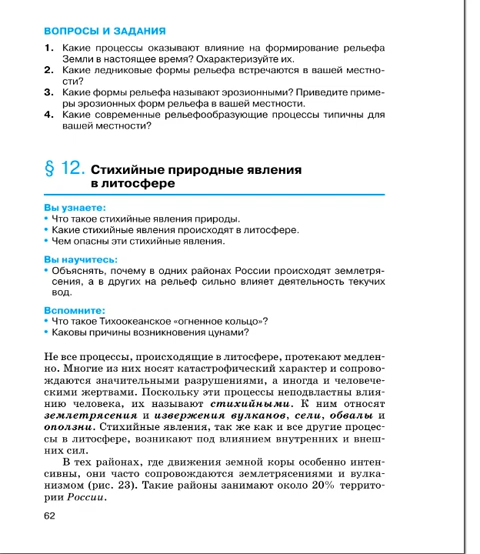 ВОПРОСЫ И ЗАДАНИЯ
1. Какие процессы оказывают влияние на формирование рельефа
Земли в настоящее время? Охарактеризуйте их.
2. Какие ледниковые формы рельефа встречаются в вашей местно-
сти?
3. Какие формы рельефа называют эрозионными? Приведите приме-
ры эрозионных форм рельефа в вашей местности.
4. Какие современные рельефообразующие процессы типичны для
вашей местности?
§ 12. Стихийные природные явления
в литосфере
Вы узнаете:
• Что такое стихийные явления природы.
• Какие стихийные явления происходят в литосфере.
• Чем опасны эти стихийные явления.
Вы научитесь:
• Объяснять, почему в одних районах России происходят землетря-
сения, а в других на рельеф сильно влияет деятельность текучих
вод.
Вспомните:
• Что такое Тихоокеанское «огненное кольцо»?
• Каковы причины возникновения цунами?
Не все процессы, происходящие в литосфере, протекают медлен-
но. Многие из них носят катастрофический характер и сопрово-
ждаются значительными разрушениями, а иногда и человече-
скими жертвами. Поскольку эти процессы неподвластны влия-
нию человека, их называют стихийными. К ним относят
землетрясения и извержения вулканов, сели, обвалы и
оползни. Стихийные явления, так же как и все другие процес-
сы в литосфере, возникают под влиянием внутренних и внеш-
них сил.
В тех районах, где движения земной коры особенно интен-
сивны, они часто сопровождаются землетрясениями и вулка-
низмом (рис. 23). Такие районы занимают около 20% террито-
рии России.
62